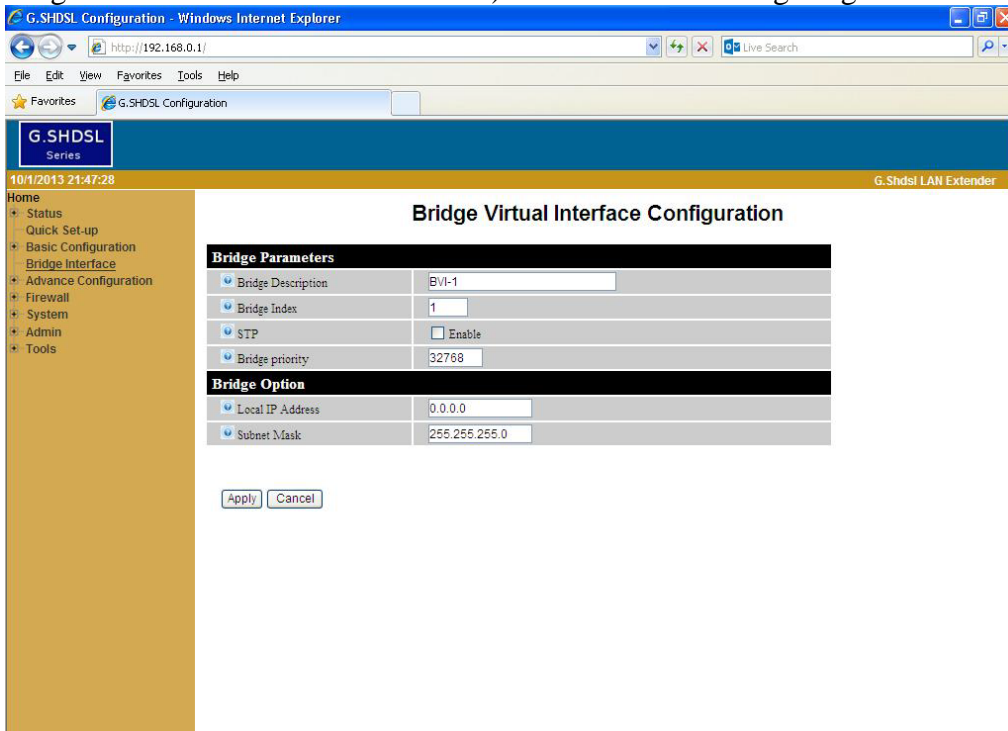 G.SHDSL Configuration - Windows Internet Explorer
http://192.168.0.1/
Live Search
File Edit View Favorites Tools Help
Favorites G.SHDSL Configuration
G.SHDSL
Series
10/1/2013 21:47:28 G.Shdsl LAN Extender
Home
Status
Quick Set-up
Basic Configuration
Bridge Interface
Advance Configuration
Firewall
System
Admin
Tools
Bridge Virtual Interface Configuration
Bridge Parameters
Bridge Description BVI-1
Bridge Index 1
STP Enable
Bridge priority 32768
Bridge Option
Local IP Address 0.0.0.0
Subnet Mask 255.255.255.0
Apply Cancel